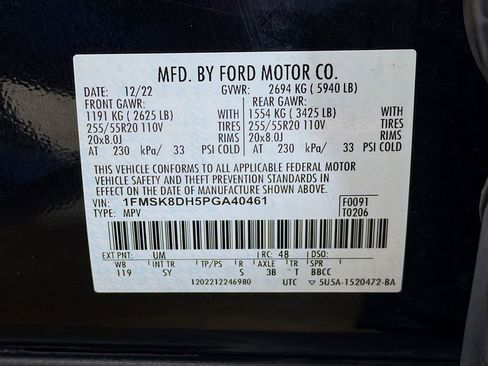 MFD. BY FORD MOTOR CO.
DATE: 12/22 GVWR: 2694 KG ( 5940 LB)
FRONT GAWR: REAR GAWR:
1191 KG ( 2625 LB) WITH 1554 KG ( 3425 LB) WITH
255/55R20 110V TIRES 255/55R20 110V TIRES
20x8.0J RIMS 20x8.0J RIMS
AT 230 kPa/ 33 PSI COLD AT 230 kPa/ 33 PSI COLD
THIS VEHICLE CONFORMS TO ALL APPLICABLE FEDERAL MOTOR
VEHICLE SAFETY AND THEFT PREVENTION STANDARDS IN
EFFECT ON THE DATE OF MANUFACTURE SHOWN ABOVE.
VIN: 1FMSK8DH5PGA40461 F0091
TYPE: MPV T0206
EXT PNT: UM RC: 48 DSO:
WB INT TR TP/PS R AXLE TR SPR
119 SY S 3B T BBCC
1202212246980 UTC ▽ 5U5A-1520472-BA